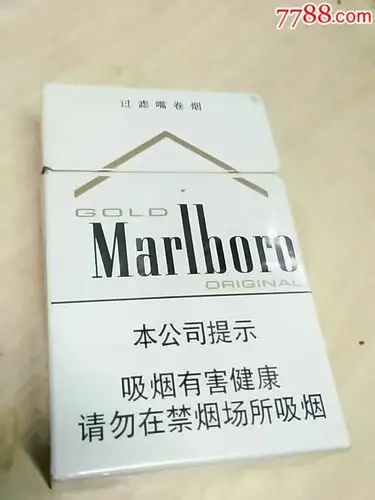 7788.com
过滤嘴卷烟
GOLD
Marlboro
ORIGINAL
本公司提示
吸烟有害健康
请勿在禁烟场所吸烟